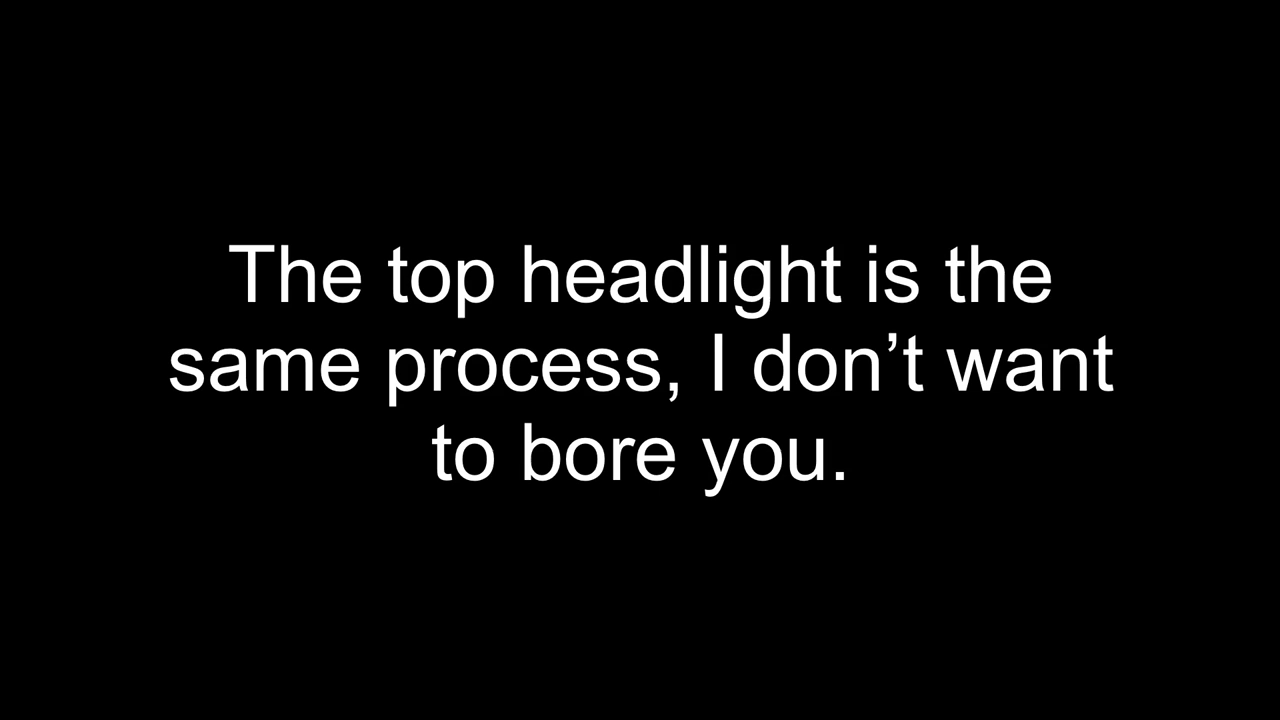 The top headlight is the
same process, I don’t want
to bore you.